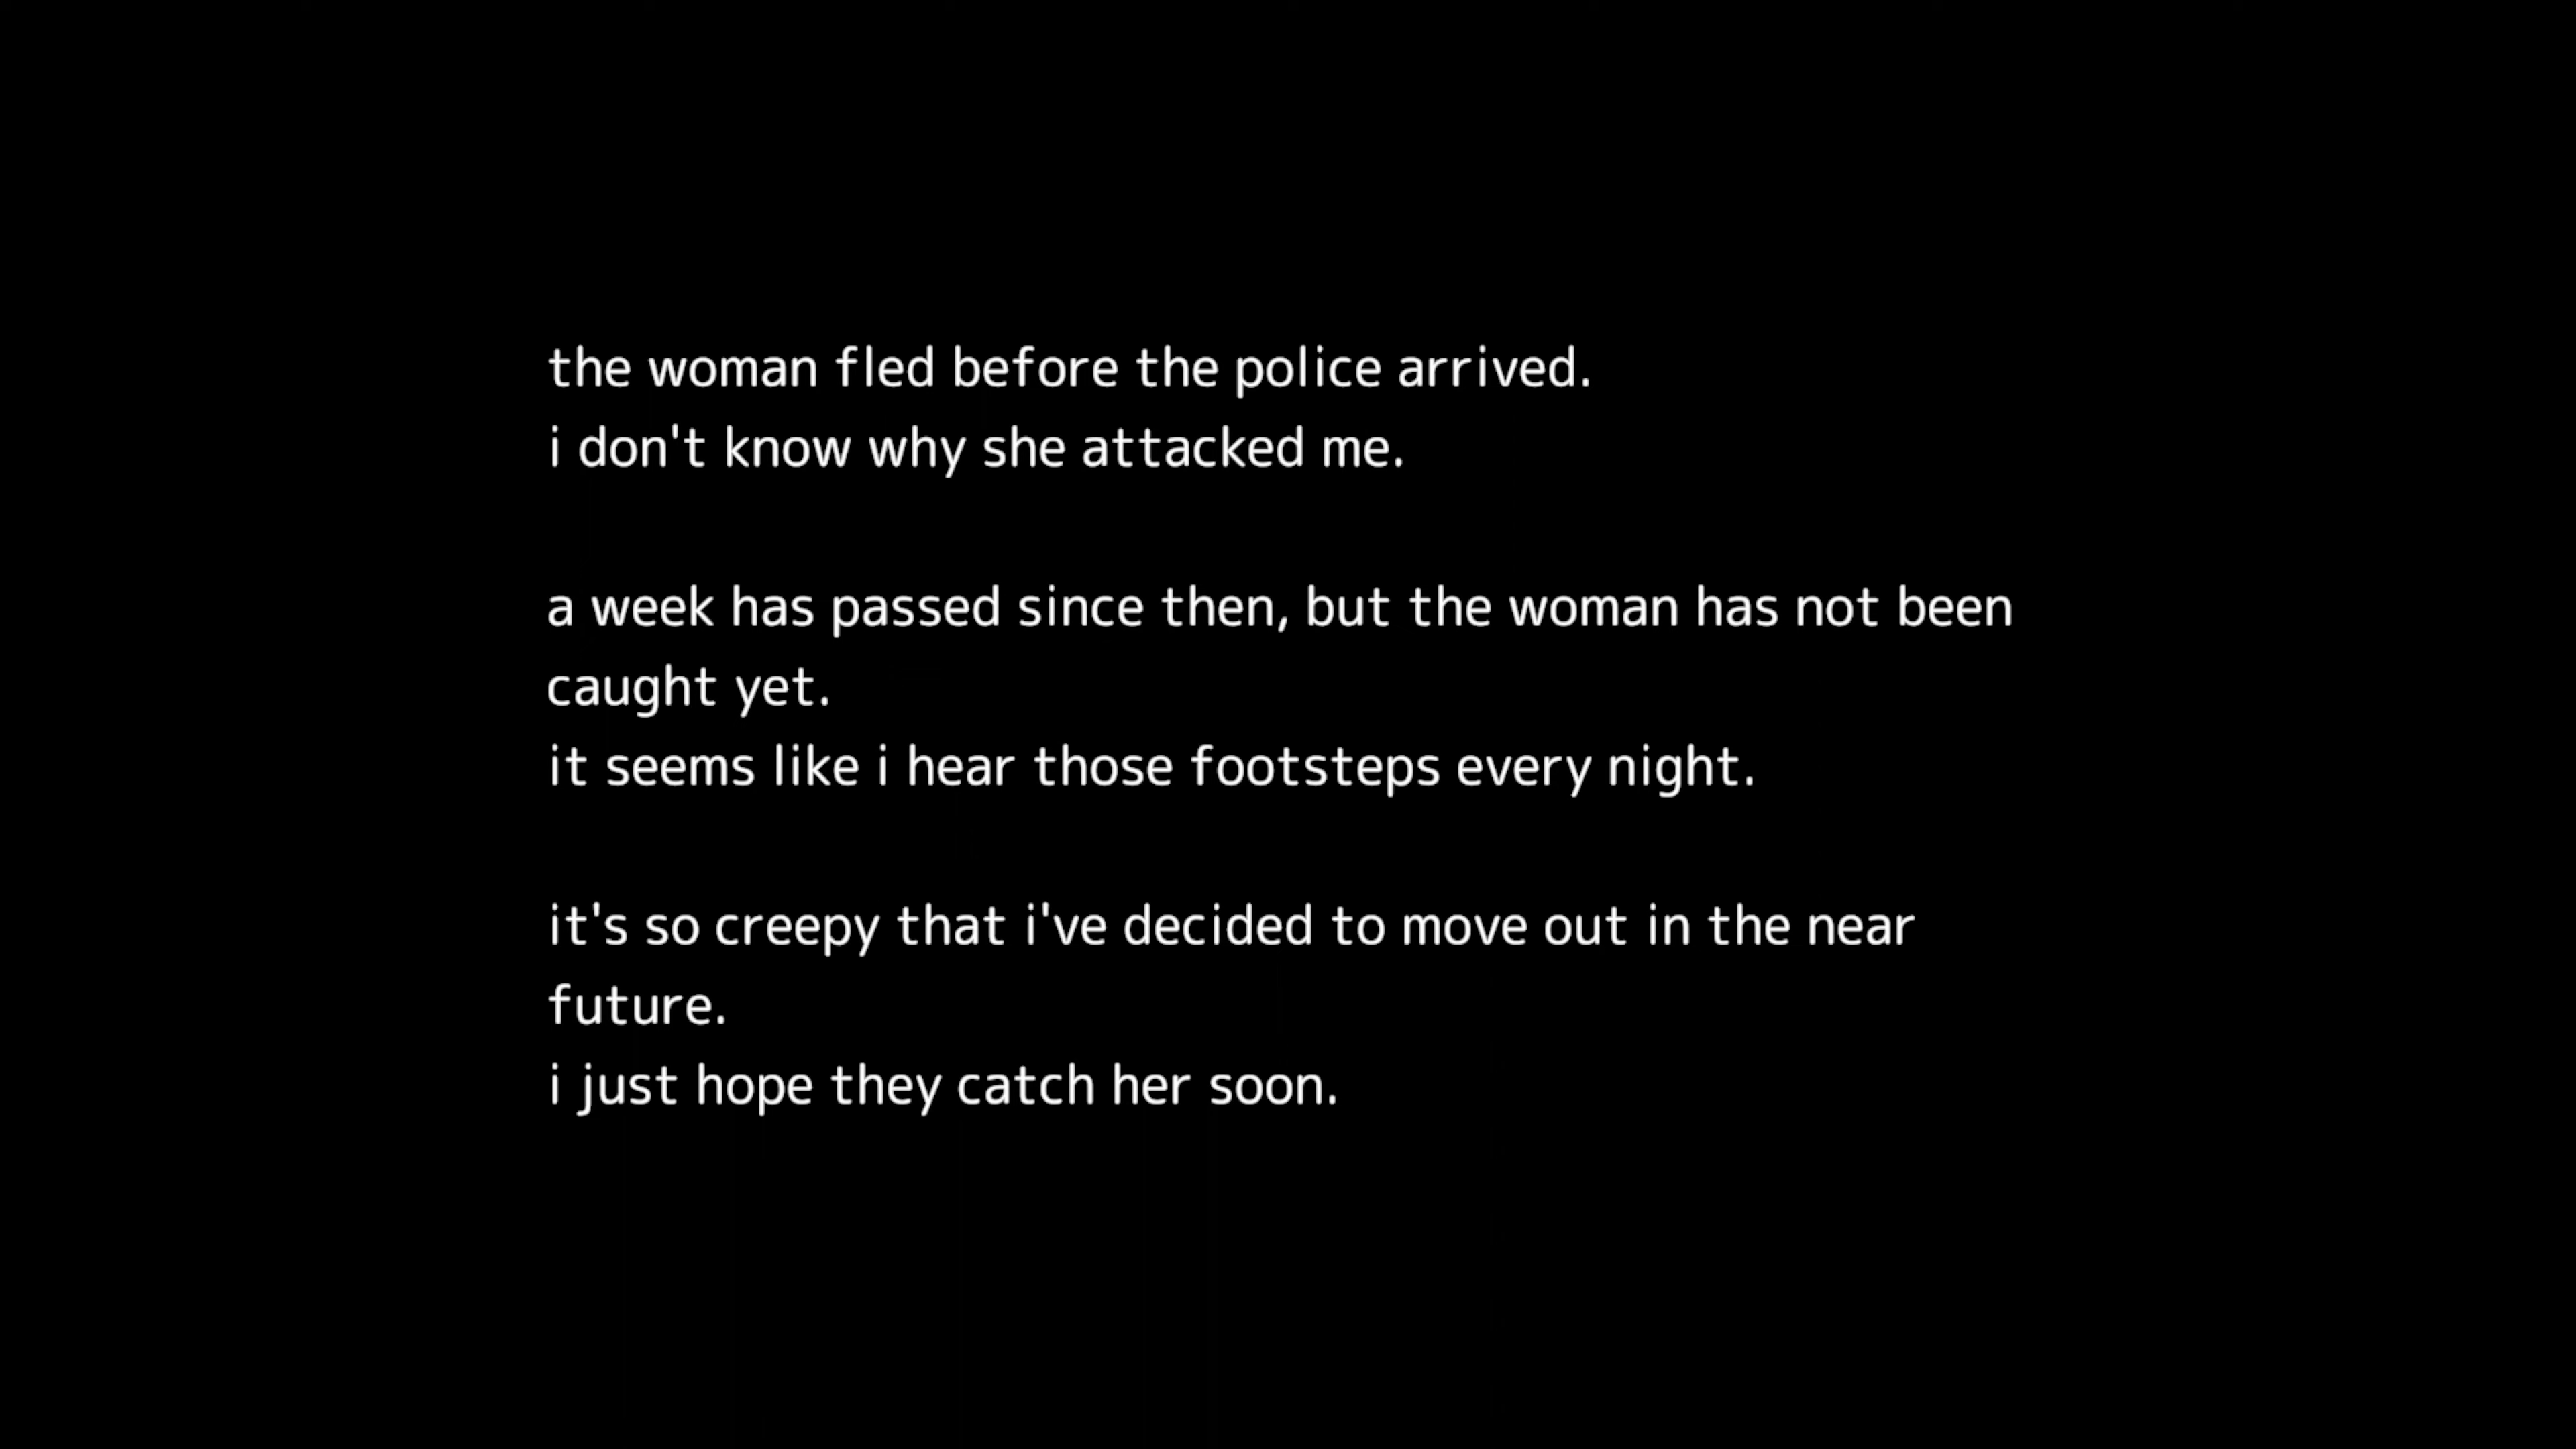 the woman fled before the police arrived.
i don't know why she attacked me.
a week has passed since then, but the woman has not been
caught yet.
it seems like i hear those footsteps every night.
it's so creepy that i've decided to move out in the near
future.
i just hope they catch her soon.